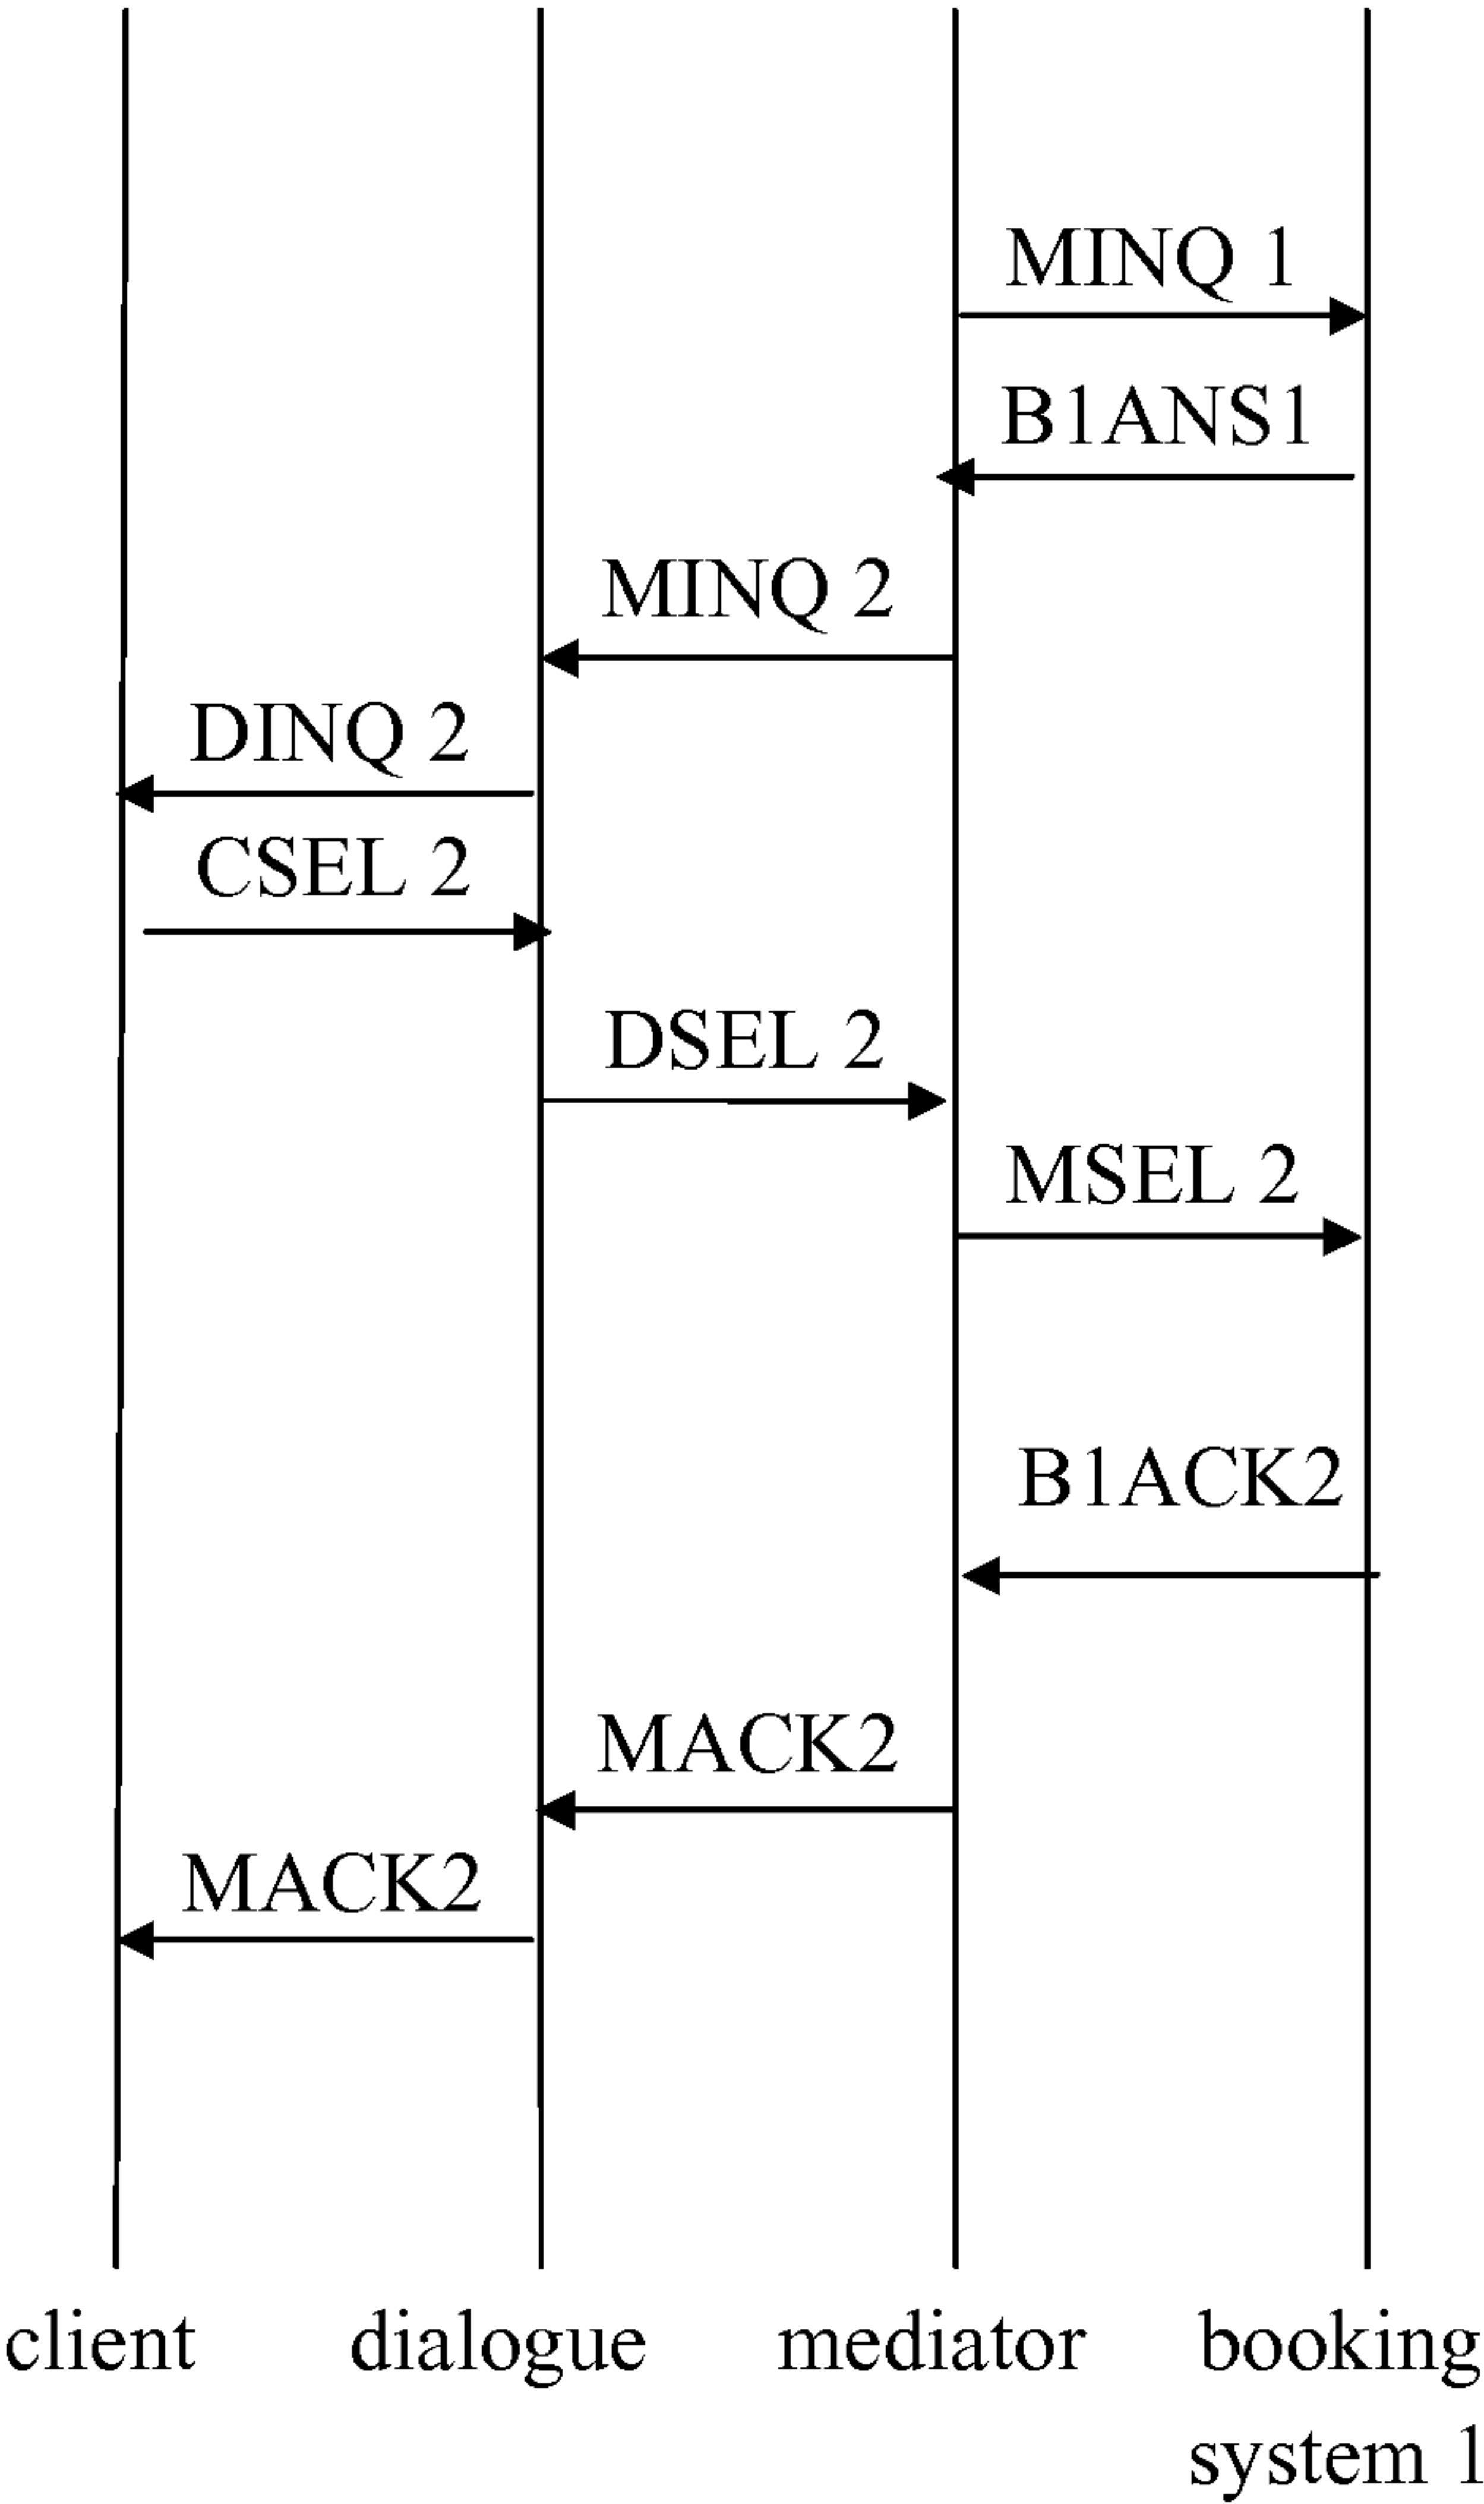 MINQ 1
B1ANS1
MINQ 2
DINQ 2
CSEL 2
DSEL 2
MSEL 2
B1ACK2
MACK2
MACK2
client dialogue mediator booking
system 1